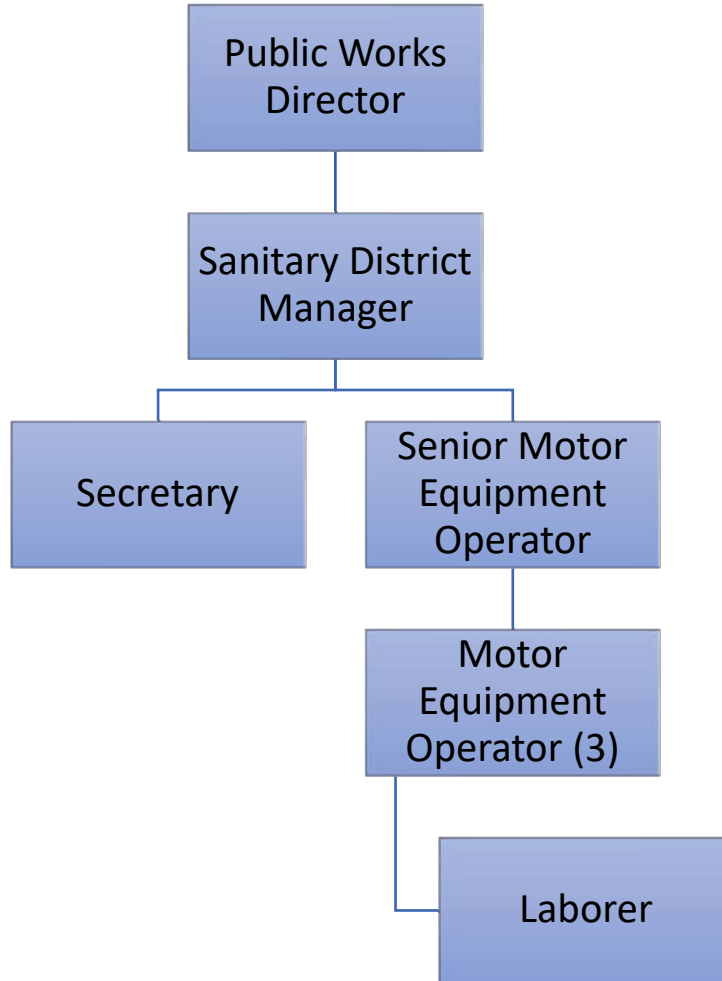 Public Works
Director
Sanitary District
Manager
Secretary
Senior Motor
Equipment
Operator
Motor
Equipment
Operator (3)
Laborer